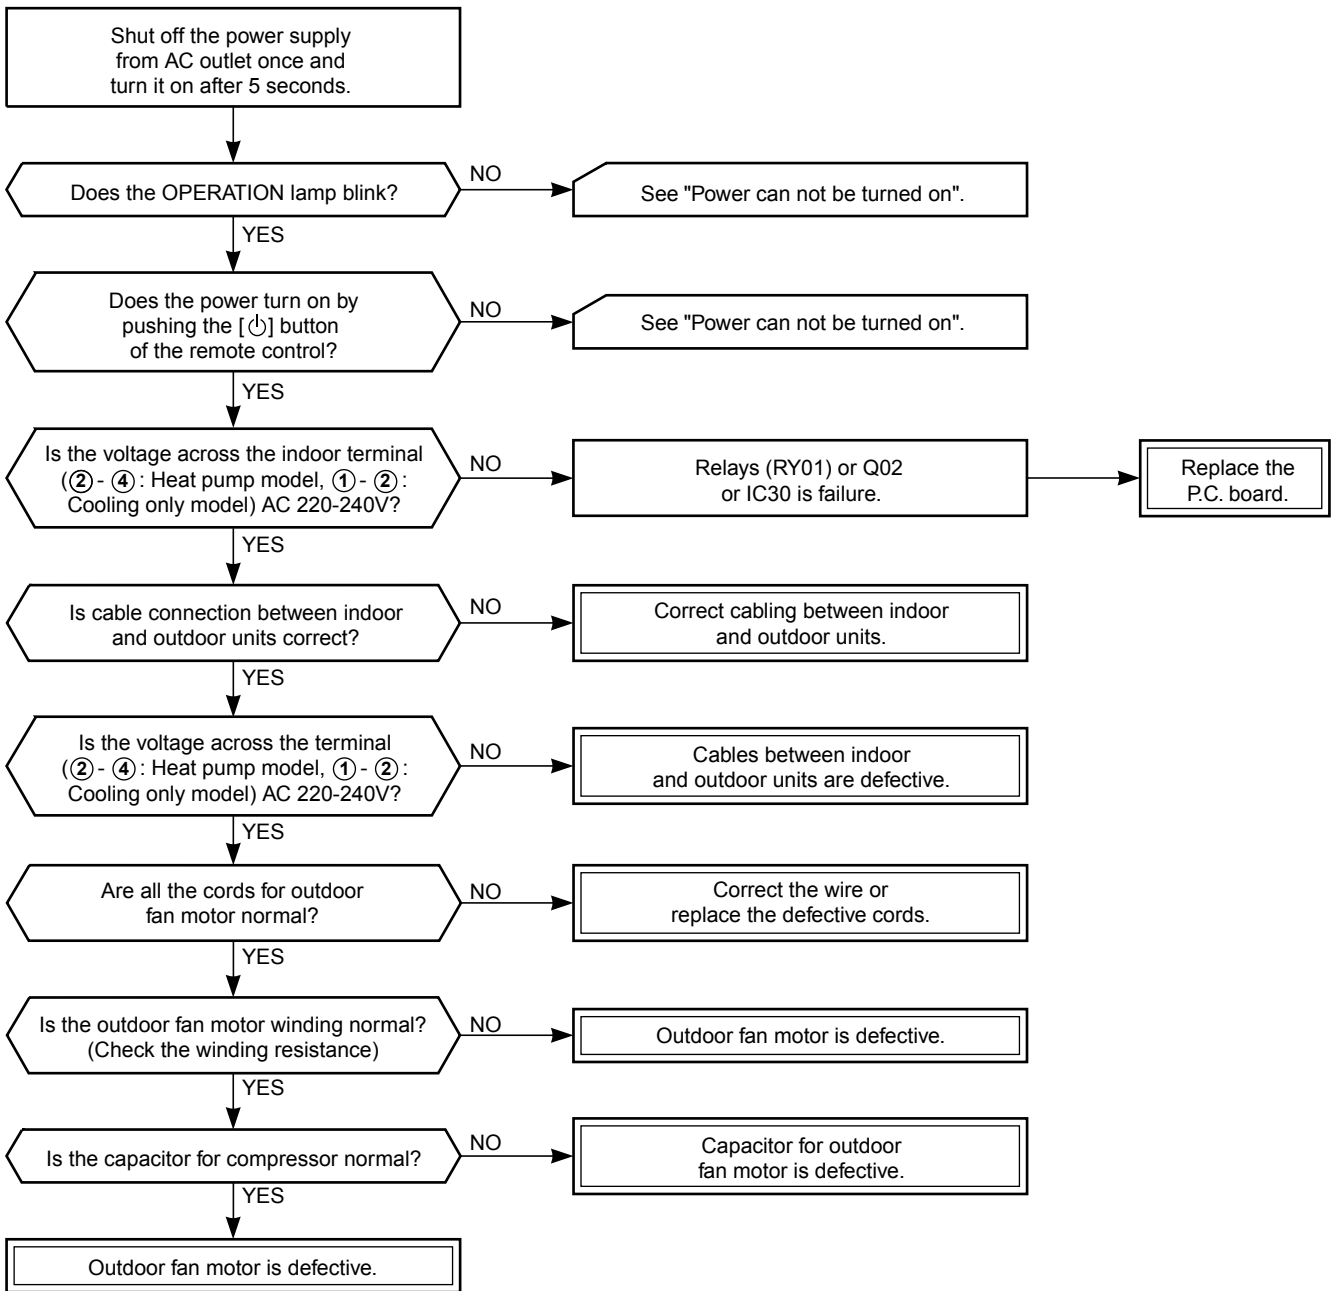 Shut off the power supply
from AC outlet once and
turn it on after 5 seconds.
Does the OPERATION lamp blink?
NO
See "Power can not be turned on".
YES
Does the power turn on by
pushing the [⏻] button
of the remote control?
NO
See "Power can not be turned on".
YES
Is the voltage across the indoor terminal
(② - ④ : Heat pump model, ① - ② :
Cooling only model) AC 220-240V?
NO
Relays (RY01) or Q02
or IC30 is failure.
Replace the
P.C. board.
YES
Is cable connection between indoor
and outdoor units correct?
NO
Correct cabling between indoor
and outdoor units.
YES
Is the voltage across the terminal
(② - ④ : Heat pump model, ① - ② :
Cooling only model) AC 220-240V?
NO
Cables between indoor
and outdoor units are defective.
YES
Are all the cords for outdoor
fan motor normal?
NO
Correct the wire or
replace the defective cords.
YES
Is the outdoor fan motor winding normal?
(Check the winding resistance)
NO
Outdoor fan motor is defective.
YES
Is the capacitor for compressor normal?
NO
Capacitor for outdoor
fan motor is defective.
YES
Outdoor fan motor is defective.